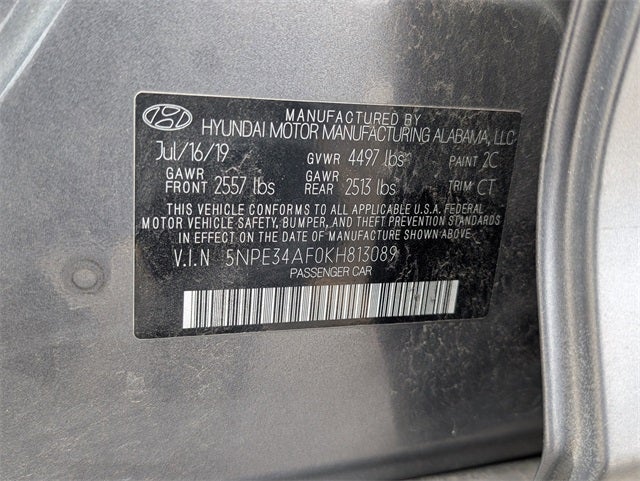 MANUFACTURED BY
HYUNDAI MOTOR MANUFACTURING ALABAMA, LLC
Jul/16/19 GVWR 4497 lbs PAINT 2C
GAWR FRONT 2557 lbs GAWR REAR 2513 lbs TRIM CT
THIS VEHICLE CONFORMS TO ALL APPLICABLE U.S.A. FEDERAL
MOTOR VEHICLE SAFETY, BUMPER, AND THEFT PREVENTION STANDARDS
IN EFFECT ON THE DATE OF MANUFACTURE SHOWN ABOVE.
V.I.N 5NPE34AF0KH813089
PASSENGER CAR